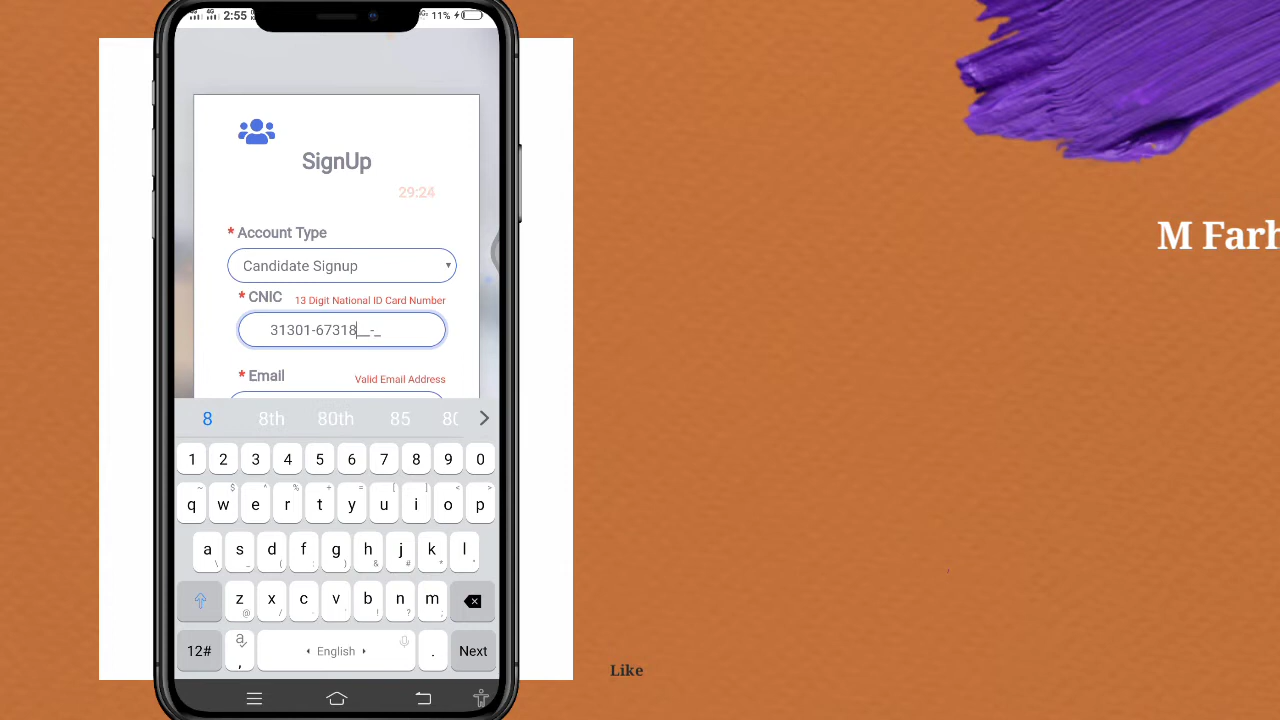 2:55
11%
SignUp
29:24
* Account Type
Candidate Signup
* CNIC 13 Digit National ID Card Number
31301-67318__-_
* Email Valid Email Address
8 8th 80th 85
1 2 3 4 5 6 7 8 9 0
q w e r t y u i o p
a s d f g h j k l
z x c v b n m
12# , English . Next
M Farh
Like